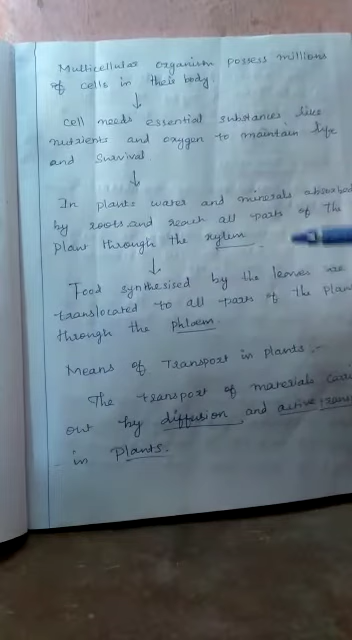 Multicellular organism possess millions
of cells in their body.
cell needs essential substances like
nutrients and oxygen to maintain life
and survival
In plants water and minerals absorbed
by roots and reach all parts of the
plant through the xylem.
Food synthesised by the leaves are
translocated to all parts of the plan
through the phloem.
Means of Transport in plants.-
The transport of materials carri
out by diffusion and active trans
in plants.